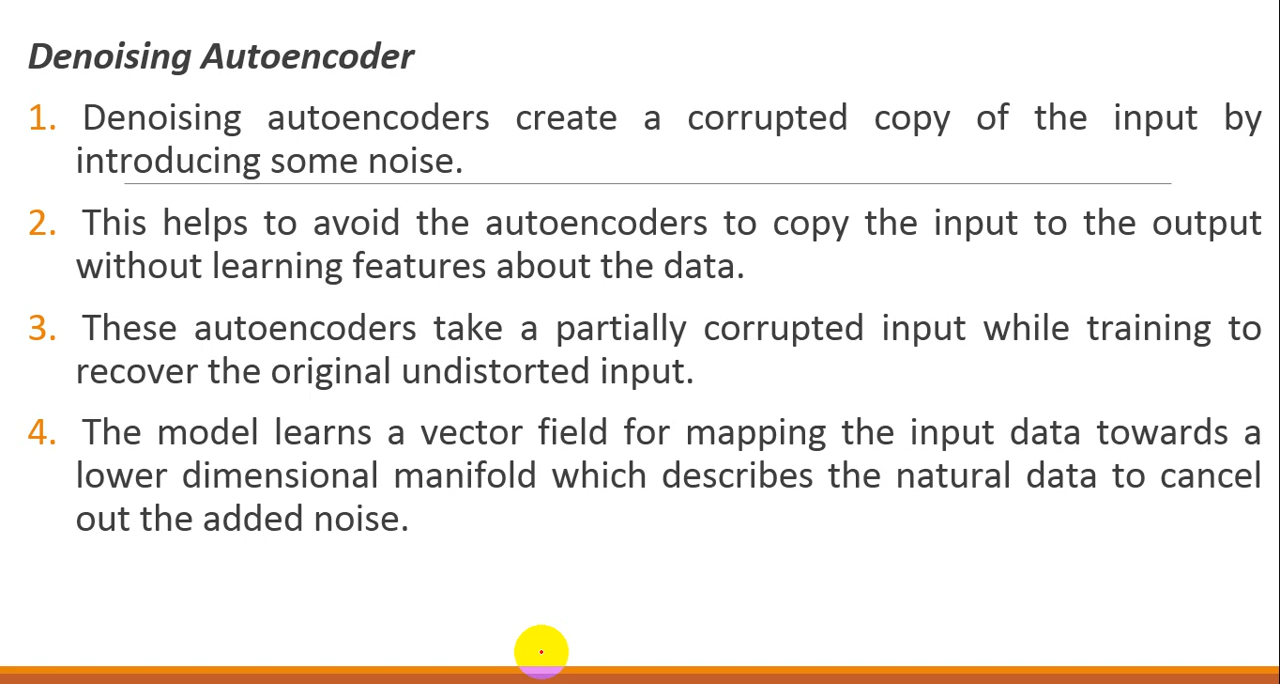 Denoising Autoencoder
1. Denoising autoencoders create a corrupted copy of the input by
introducing some noise.
2. This helps to avoid the autoencoders to copy the input to the output
without learning features about the data.
3. These autoencoders take a partially corrupted input while training to
recover the original undistorted input.
4. The model learns a vector field for mapping the input data towards a
lower dimensional manifold which describes the natural data to cancel
out the added noise.